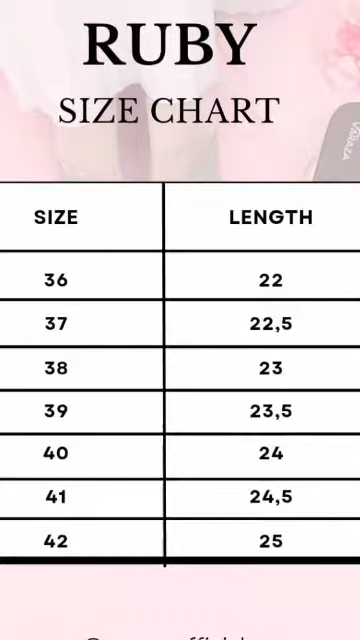 RUBY
SIZE CHART
VARAZA
SIZE LENGTH
36 22
37 22,5
38 23
39 23,5
40 24
41 24,5
42 25